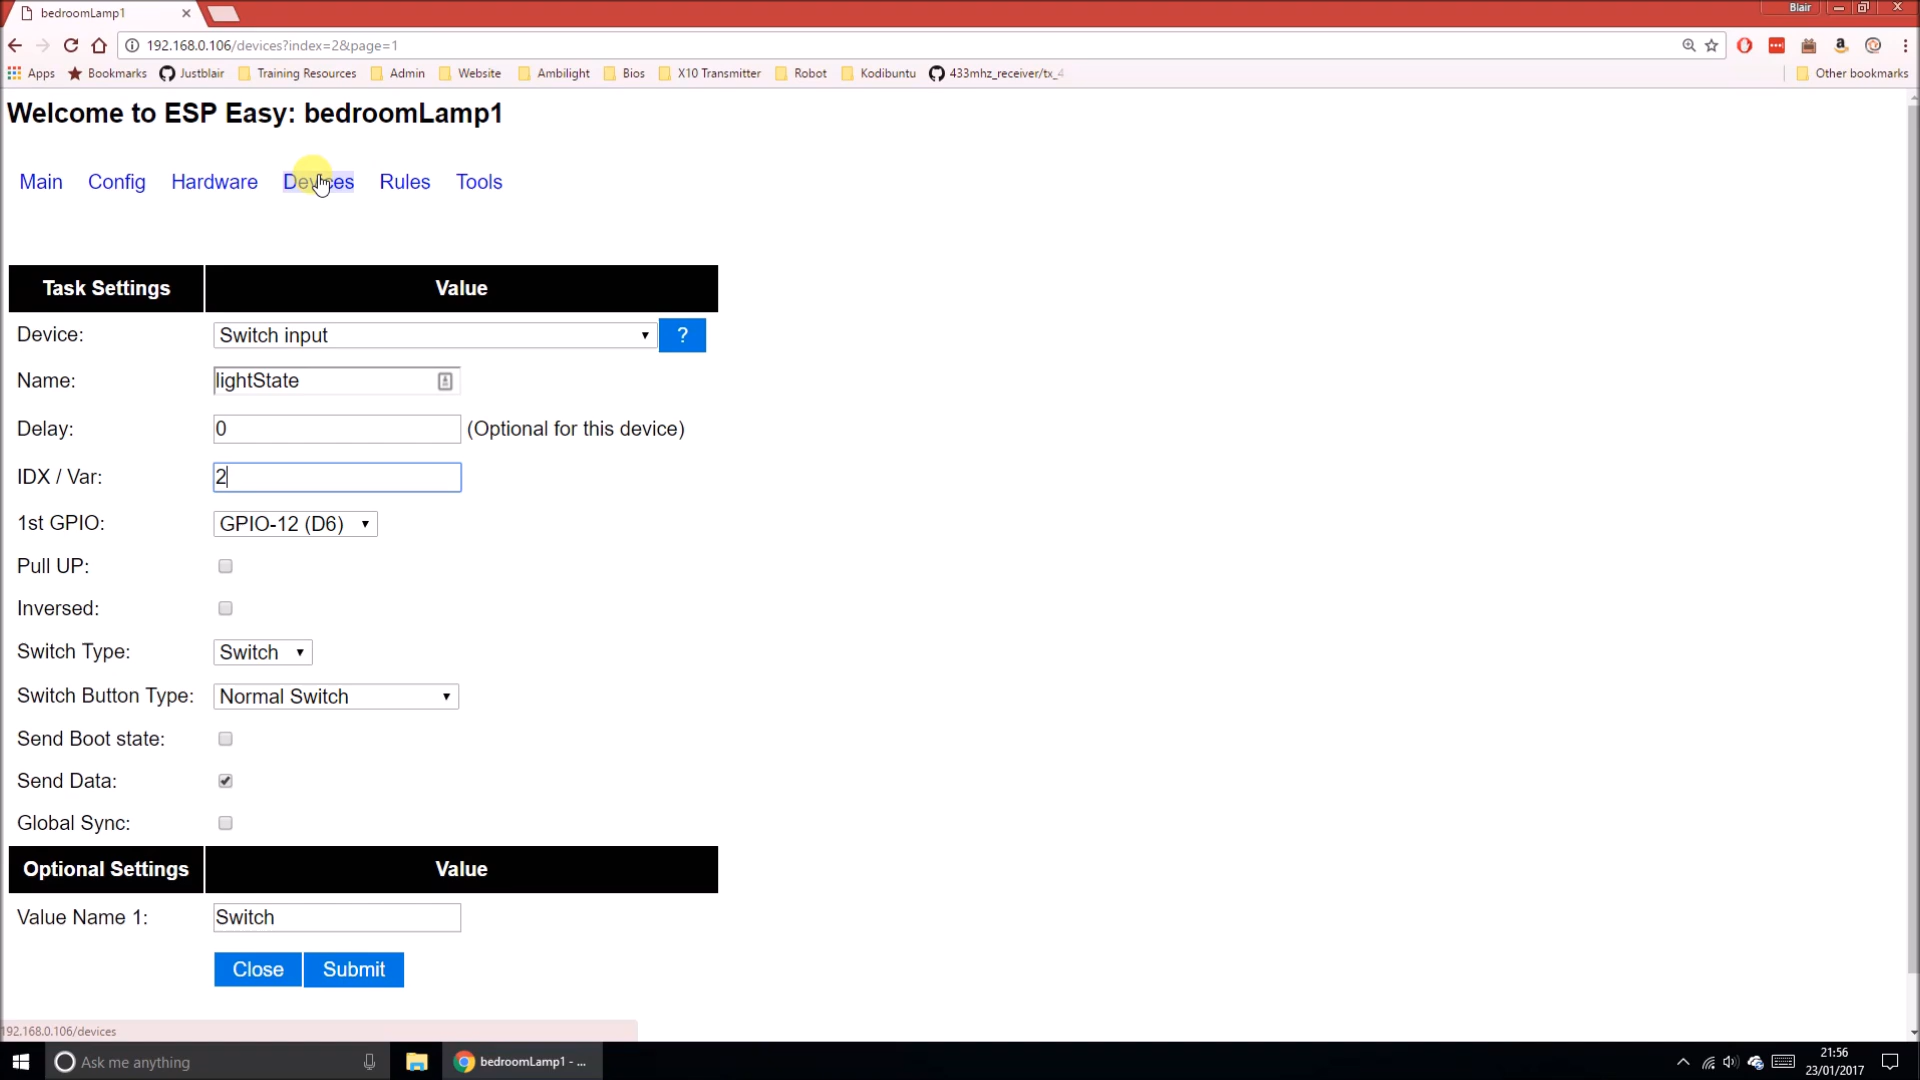 bedroomLamp1
Blair
192.168.0.106/devices?index=2&page=1
Apps Bookmarks Justblair Training Resources Admin Website Ambilight Bios X10 Transmitter Robot Kodibuntu 433mhz_receiver/tx_4 Other bookmarks
Welcome to ESP Easy: bedroomLamp1
Main Config Hardware Devices Rules Tools
Task Settings Value
Device: Switch input ?
Name: lightState
Delay: 0 (Optional for this device)
IDX / Var: 2
1st GPIO: GPIO-12 (D6)
Pull UP:
Inversed:
Switch Type: Switch
Switch Button Type: Normal Switch
Send Boot state:
Send Data:
Global Sync:
Optional Settings Value
Value Name 1: Switch
Close Submit
192.168.0.106/devices
Ask me anything bedroomLamp1 - ... 21:56
23/01/2017